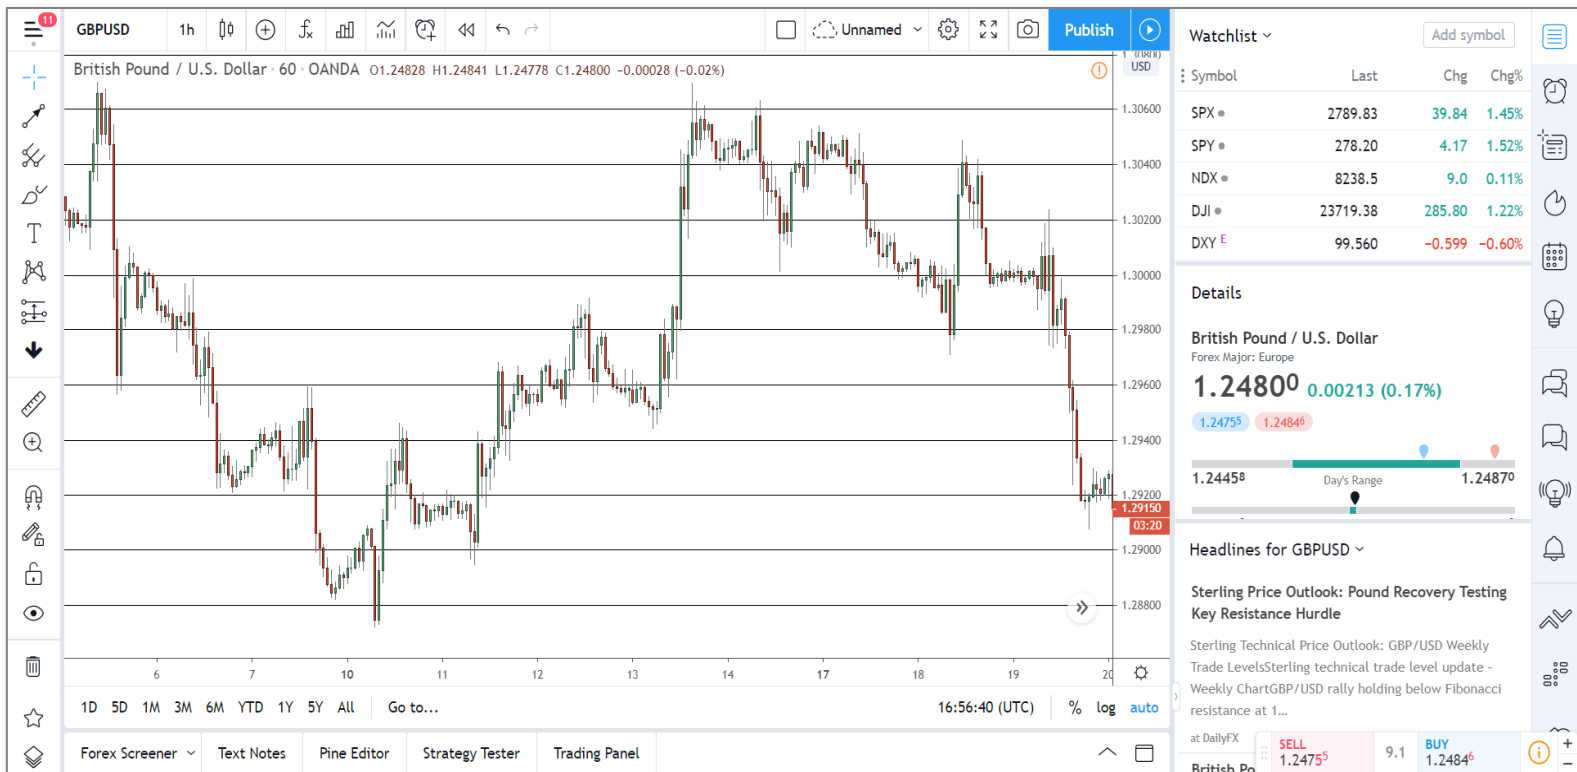 11
GBPUSD
1h
Unnamed
Publish
British Pound / U.S. Dollar · 60 · OANDA O1.24828 H1.24841 L1.24778 C1.24800 −0.00028 (−0.02%)
1.30800
USD
1.30600
1.30400
1.30200
1.30000
1.29800
1.29600
1.29400
1.29200
1.29150
03:20
1.29000
1.28800
6 7 10 11 12 13 14 17 18 19 20
1D 5D 1M 3M 6M YTD 1Y 5Y All Go to...
16:56:40 (UTC) % log auto
Forex Screener Text Notes Pine Editor Strategy Tester Trading Panel
Watchlist
Add symbol
Symbol Last Chg Chg%
SPX 2789.83 39.84 1.45%
SPY 278.20 4.17 1.52%
NDX 8238.5 9.0 0.11%
DJI 23719.38 285.80 1.22%
DXY E 99.560 −0.599 −0.60%
Details
British Pound / U.S. Dollar
Forex Major: Europe
1.24800 0.00213 (0.17%)
1.24755 1.24846
1.24458 Day's Range 1.24870
Headlines for GBPUSD
Sterling Price Outlook: Pound Recovery Testing
Key Resistance Hurdle
Sterling Technical Price Outlook: GBP/USD Weekly
Trade LevelsSterling technical trade level update -
Weekly ChartGBP/USD rally holding below Fibonacci
resistance at 1...
at DailyFX
British Po
SELL
1.24755
9.1
BUY
1.24846